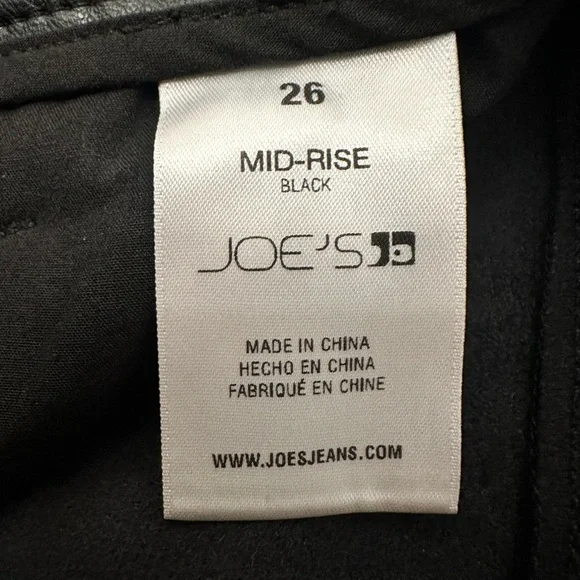 26
MID-RISE
BLACK
JOE'S
MADE IN CHINA
HECHO EN CHINA
FABRIQUÉ EN CHINE
WWW.JOESJEANS.COM